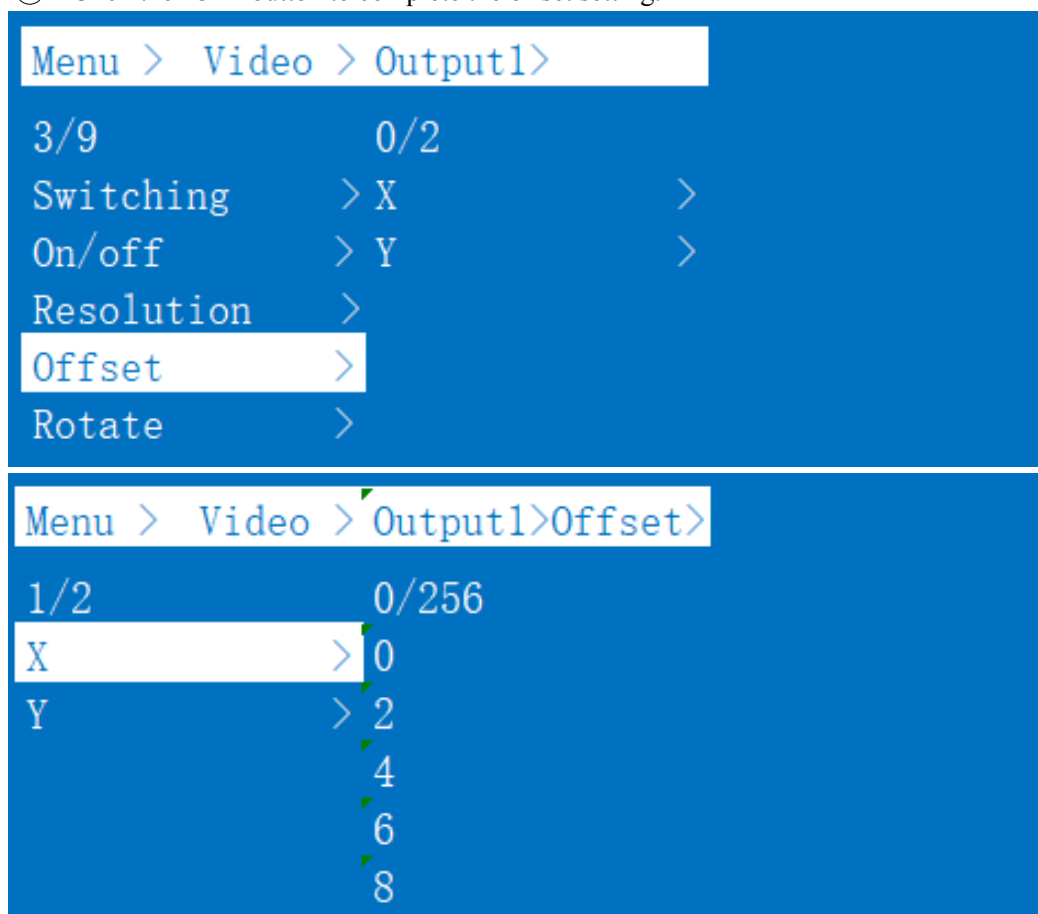 Menu > Video > Output1>
3/9 0/2
Switching > X >
On/off > Y >
Resolution >
Offset >
Rotate >
Menu > Video > Output1>Offset>
1/2 0/256
X > 0
Y > 2
4
6
8